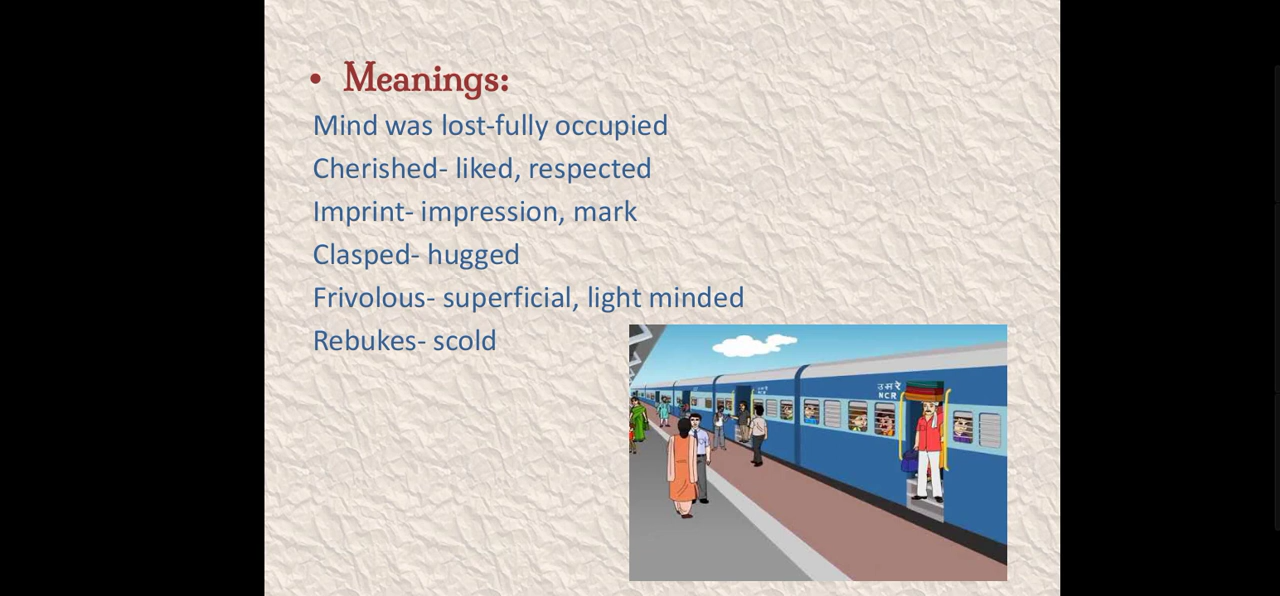 • Meanings:
Mind was lost-fully occupied
Cherished- liked, respected
Imprint- impression, mark
Clasped- hugged
Frivolous- superficial, light minded
Rebukes- scold
उ म रे
NCR